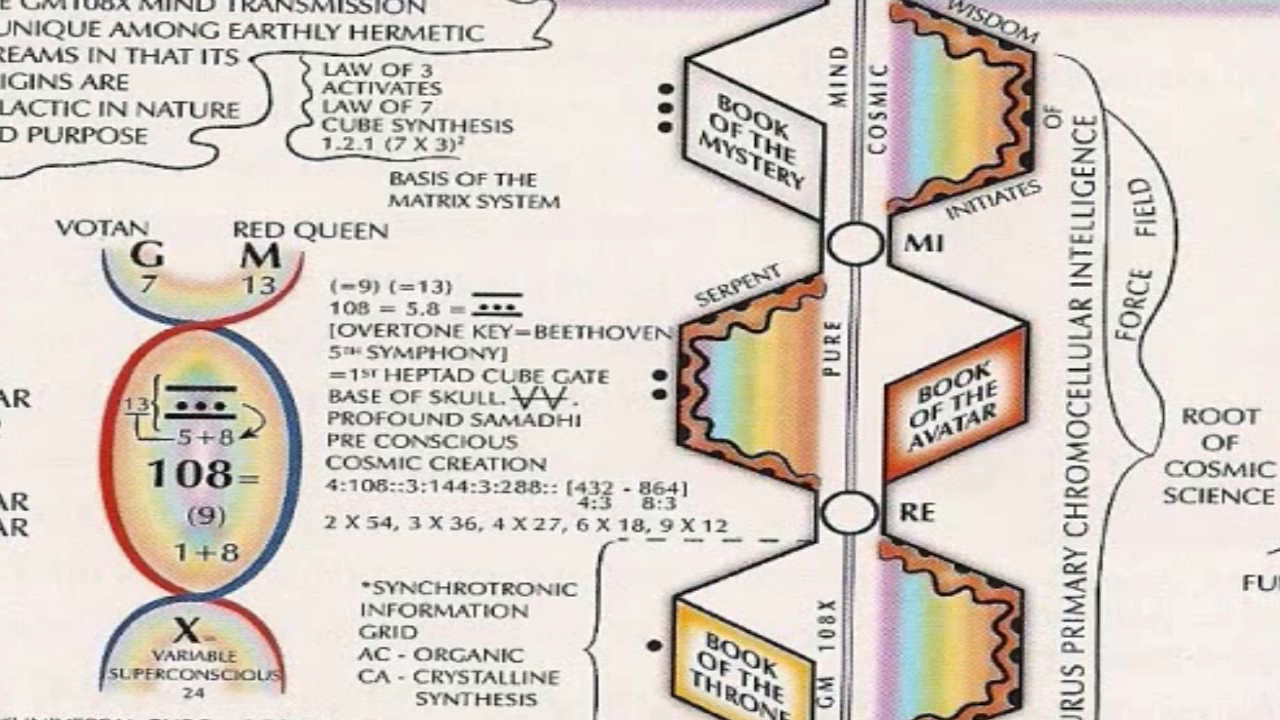 GM108X MIND TRANSMISSION
UNIQUE AMONG EARTHLY HERMETIC
IN THAT ITS
ARE
IN NATURE
PURPOSE
LAW OF 3
ACTIVATES
LAW OF 7
CUBE SYNTHESIS
1.2.1 (7 X 3)²
BASIS OF THE
MATRIX SYSTEM
VOTAN RED QUEEN
G M
7 13
13
5+8
108=
(9)
1+8
X=
VARIABLE
SUPERCONSCIOUS
24
(=9) (=13)
108 = 5.8 =
[OVERTONE KEY=BEETHOVEN
5TH SYMPHONY]
=1ST HEPTAD CUBE GATE
BASE OF SKULL.
PROFOUND SAMADHI
PRE CONSCIOUS
COSMIC CREATION
4:108::3:144:3:288:: [432 - 864]
4:3 8:3
2 X 54, 3 X 36, 4 X 27, 6 X 18, 9 X 12
*SYNCHROTRONIC
INFORMATION
GRID
AC - ORGANIC
CA - CRYSTALLINE
SYNTHESIS
BOOK
OF THE
MYSTERY
MIND
COSMIC
WISDOM
OF
INITIATES
MI
SERPENT
PURE
BOOK
OF THE
AVATAR
RE
BOOK
OF THE
THRONE
GM 108X
PRIMARY CHROMOCELLULAR INTELLIGENCE
FORCE FIELD
ROOT
OF
COSMIC
SCIENCE